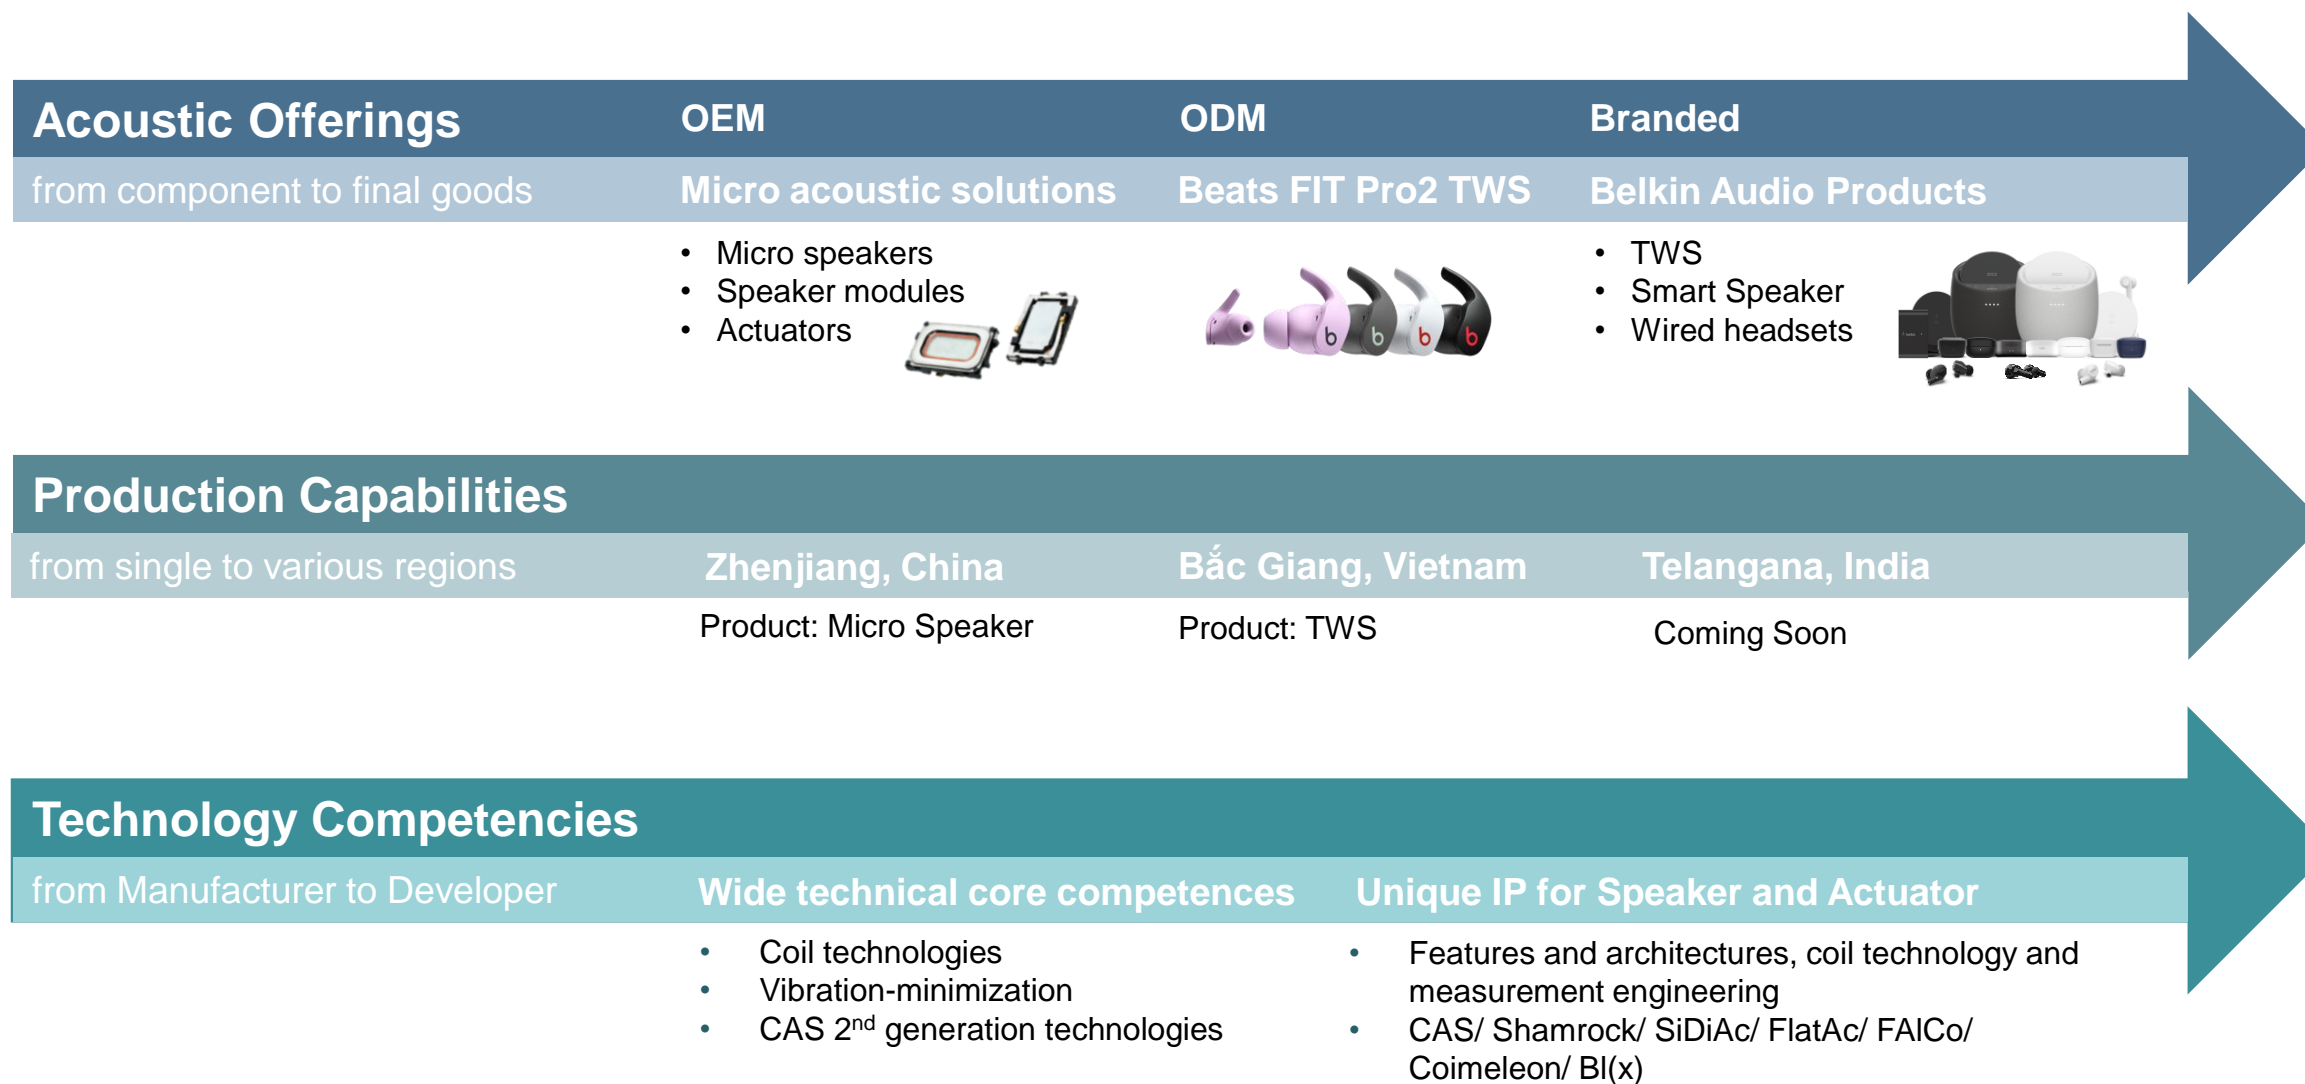 Acoustic Offerings
OEM
ODM
Branded
from component to final goods
Micro acoustic solutions
Beats FIT Pro2 TWS
Belkin Audio Products
• Micro speakers
• Speaker modules
• Actuators
• TWS
• Smart Speaker
• Wired headsets
Production Capabilities
from single to various regions
Zhenjiang, China
Bắc Giang, Vietnam
Telangana, India
Product: Micro Speaker
Product: TWS
Coming Soon
Technology Competencies
from Manufacturer to Developer
Wide technical core competences
Unique IP for Speaker and Actuator
• Coil technologies
• Vibration-minimization
• CAS 2nd generation technologies
• Features and architectures, coil technology and
measurement engineering
• CAS/ Shamrock/ SiDiAc/ FlatAc/ FAlCo/
Coimeleon/ Bl(x)